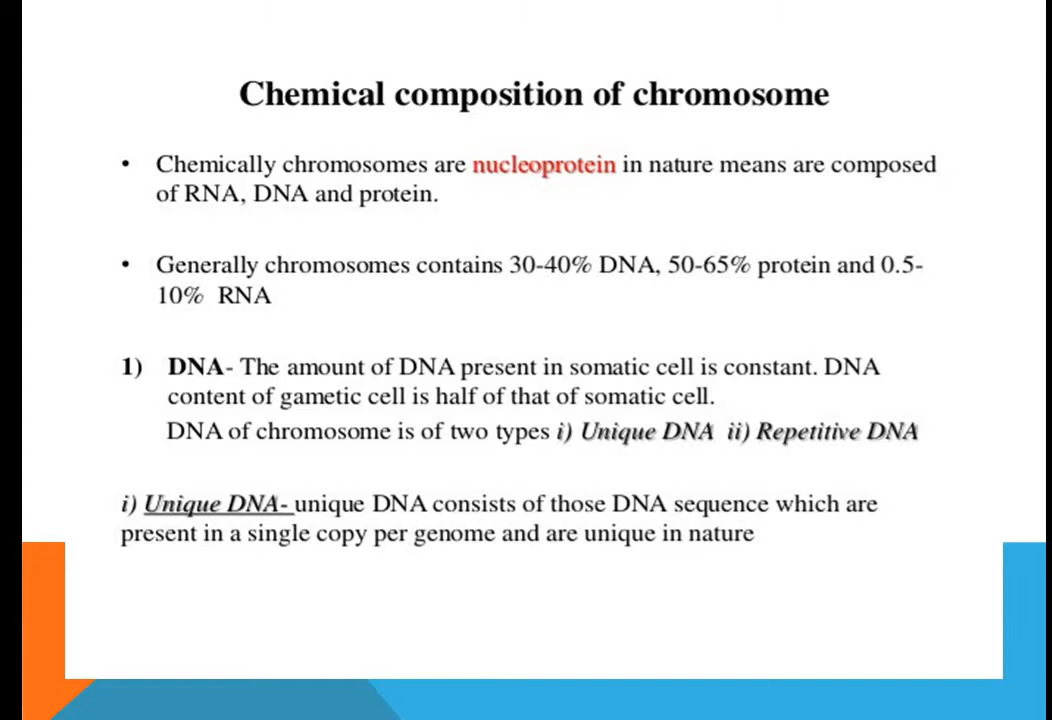 Chemical composition of chromosome
• Chemically chromosomes are nucleoprotein in nature means are composed
of RNA, DNA and protein.
• Generally chromosomes contains 30-40% DNA, 50-65% protein and 0.5-
10% RNA
1) DNA- The amount of DNA present in somatic cell is constant. DNA
content of gametic cell is half of that of somatic cell.
DNA of chromosome is of two types i) Unique DNA ii) Repetitive DNA
i) Unique DNA- unique DNA consists of those DNA sequence which are
present in a single copy per genome and are unique in nature